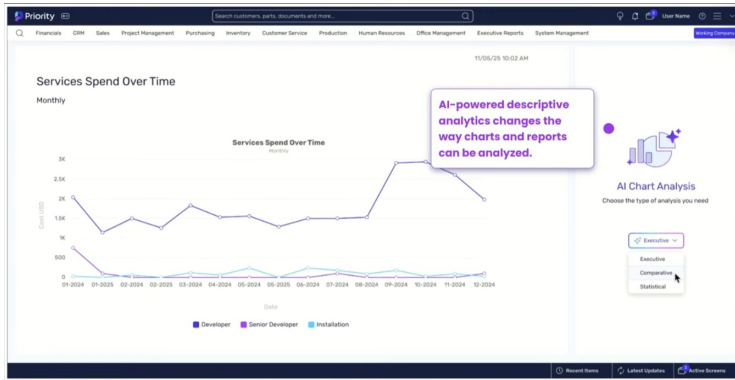 Priority
Search customers, parts, documents and more...
User Name
Financials CRM Sales Project Management Purchasing Inventory Customer Service Production Human Resources Office Management Executive Reports System Management
Working Company
11/05/25 10:02 AM
Services Spend Over Time
Monthly
AI-powered descriptive
analytics changes the
way charts and reports
can be analyzed.
Services Spend Over Time
Monthly
3K
2.5K
2K
1.5K
1K
500
0
Cost USD
01-2024 01-2025 02-2024 02-2025 03-2024 04-2024 05-2024 05-2025 06-2024 07-2024 08-2024 09-2024 10-2024 11-2024 12-2024
Date
Developer Senior Developer Installation
AI Chart Analysis
Choose the type of analysis you need
Executive
Executive
Comparative
Statistical
Recent Items Latest Updates Active Screens